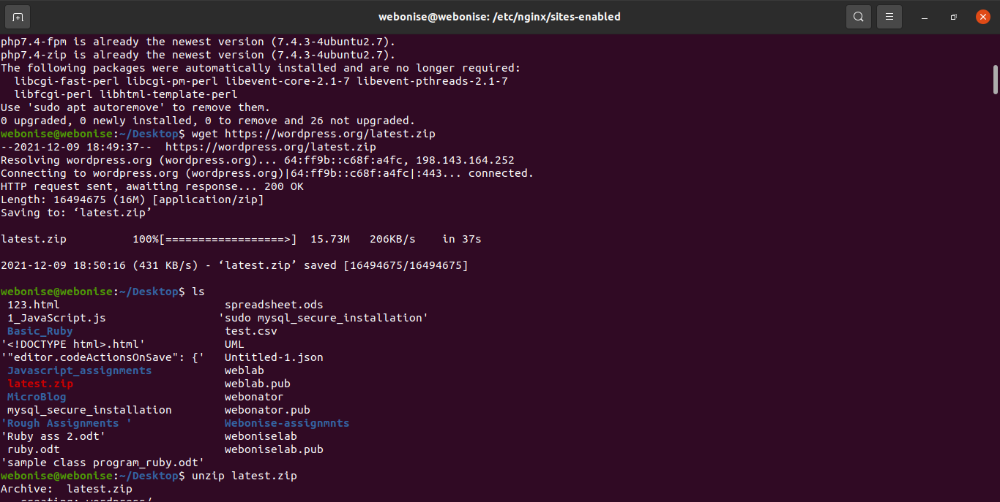 webonise@webonise: /etc/nginx/sites-enabled
php7.4-fpm is already the newest version (7.4.3-4ubuntu2.7).
php7.4-zip is already the newest version (7.4.3-4ubuntu2.7).
The following packages were automatically installed and are no longer required:
  libcgi-fast-perl libcgi-pm-perl libevent-core-2.1-7 libevent-pthreads-2.1-7
  libfcgi-perl libhtml-template-perl
Use 'sudo apt autoremove' to remove them.
0 upgraded, 0 newly installed, 0 to remove and 26 not upgraded.
webonise@webonise:~/Desktop$ wget https://wordpress.org/latest.zip
--2021-12-09 18:49:37--  https://wordpress.org/latest.zip
Resolving wordpress.org (wordpress.org)... 64:ff9b::c68f:a4fc, 198.143.164.252
Connecting to wordpress.org (wordpress.org)|64:ff9b::c68f:a4fc|:443... connected.
HTTP request sent, awaiting response... 200 OK
Length: 16494675 (16M) [application/zip]
Saving to: ‘latest.zip’
latest.zip          100%[==================>]  15.73M   206KB/s    in 37s
2021-12-09 18:50:16 (431 KB/s) - ‘latest.zip’ saved [16494675/16494675]
webonise@webonise:~/Desktop$ ls
 123.html                         spreadsheet.ods
 1_JavaScript.js                 'sudo mysql_secure_installation'
 Basic_Ruby                       test.csv
'<!DOCTYPE html>.html'            UML
'"editor.codeActionsOnSave": {'   Untitled-1.json
 Javascript_assignments           weblab
 latest.zip                       weblab.pub
 MicroBlog                        webonator
 mysql_secure_installation        webonator.pub
'Rough Assignments '              Webonise-assignmnts
'Ruby ass 2.odt'                  weboniselab
 ruby.odt                         weboniselab.pub
'sample class program_ruby.odt'
webonise@webonise:~/Desktop$ unzip latest.zip
Archive:  latest.zip
   creating: wordpress/